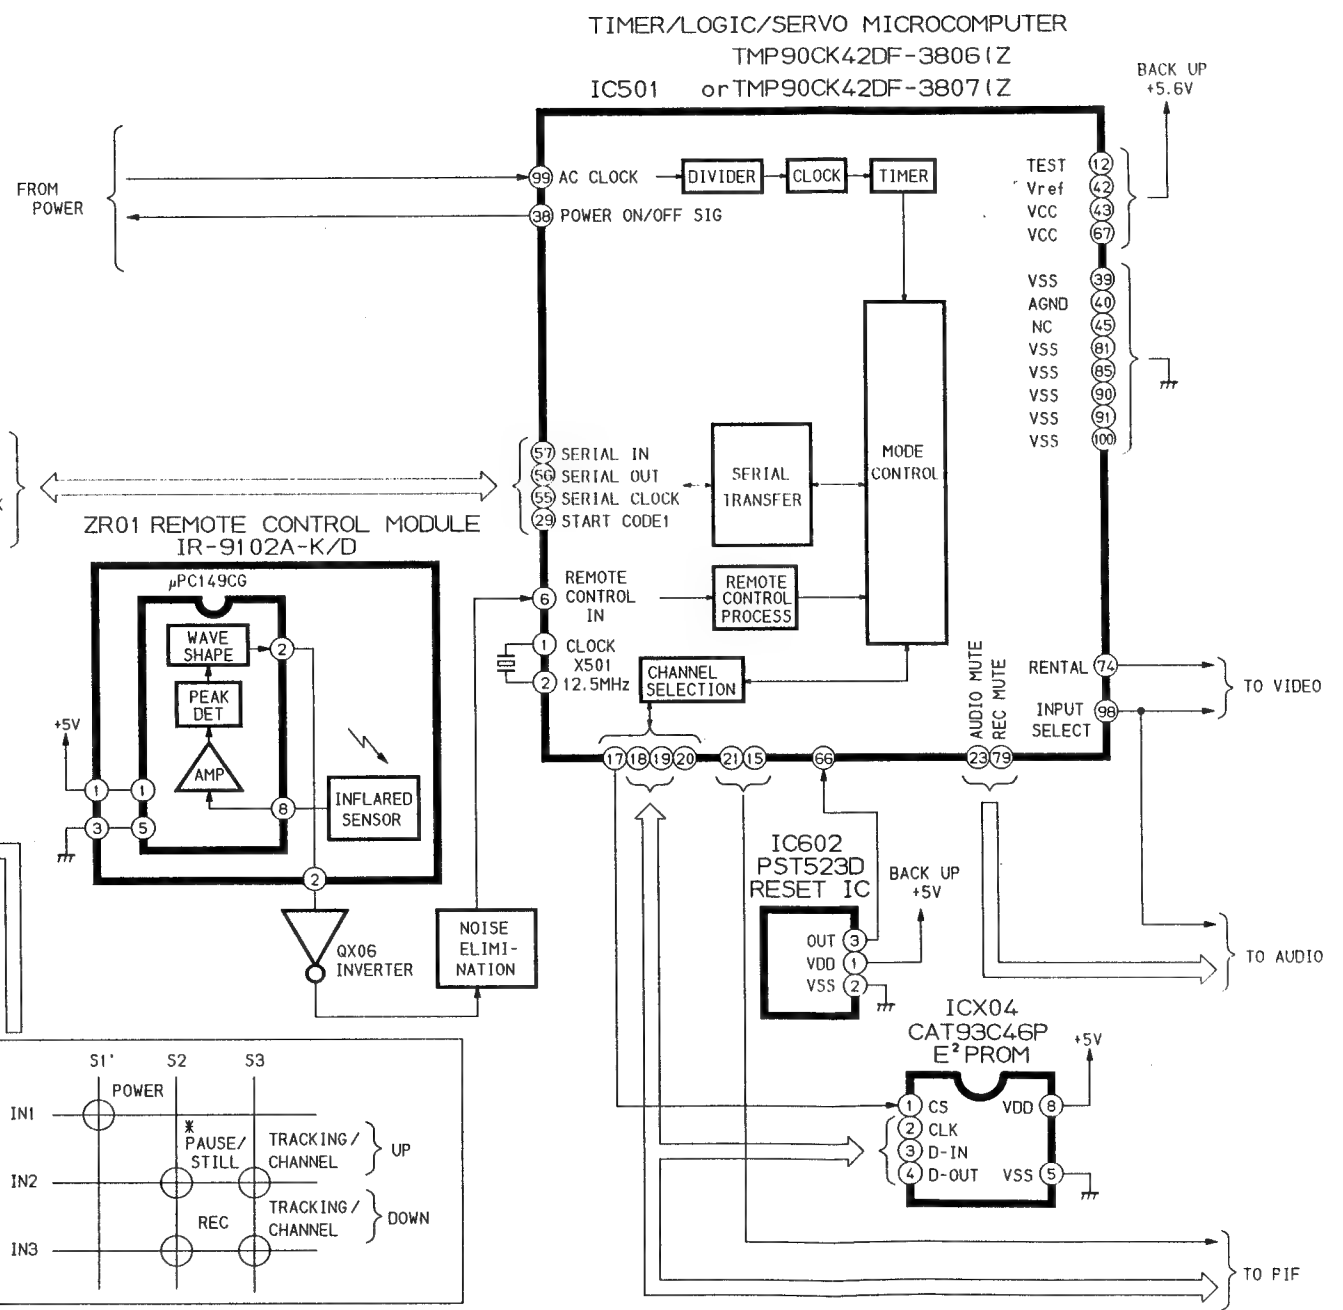 TIMER/LOGIC/SERVO MICROCOMPUTER
TMP90CK42DF-3806(Z
IC501 or TMP90CK42DF-3807(Z
BACK UP
+5.6V
FROM
POWER
99 AC CLOCK
DIVIDER
CLOCK
TIMER
38 POWER ON/OFF SIG
TEST 12
Vref 42
VCC 43
VCC 67
VSS 39
AGND 40
NC 45
VSS 81
VSS 85
VSS 90
VSS 91
VSS 100
MODE
CONTROL
57 SERIAL IN
56 SERIAL OUT
55 SERIAL CLOCK
29 START CODE1
SERIAL
TRANSFER
K
ZR01 REMOTE CONTROL MODULE
IR-9102A-K/D
μPC149CG
WAVE
SHAPE
2
PEAK
DET
AMP
+5V
1 1
3 5
8
INFLARED
SENSOR
2
6 REMOTE
CONTROL
IN
REMOTE
CONTROL
PROCESS
1 CLOCK
X501
2 12.5MHz
CHANNEL
SELECTION
AUDIO MUTE
REC MUTE
RENTAL 74
INPUT
SELECT 98
TO VIDEO
17 18 19 20 21 15 66 23 79
QX06
INVERTER
NOISE
ELIMI-
NATION
IC602
PST523D
RESET IC
BACK UP
+5V
OUT 3
VDD 1
VSS 2
TO AUDIO
ICX04
CAT93C46P
E²PROM
+5V
1 CS
2 CLK
3 D-IN
4 D-OUT
VDD 8
VSS 5
TO PIF
S1' S2 S3
POWER
IN1
*
PAUSE/
STILL
TRACKING/
CHANNEL
UP
IN2
REC
TRACKING/
CHANNEL
DOWN
IN3